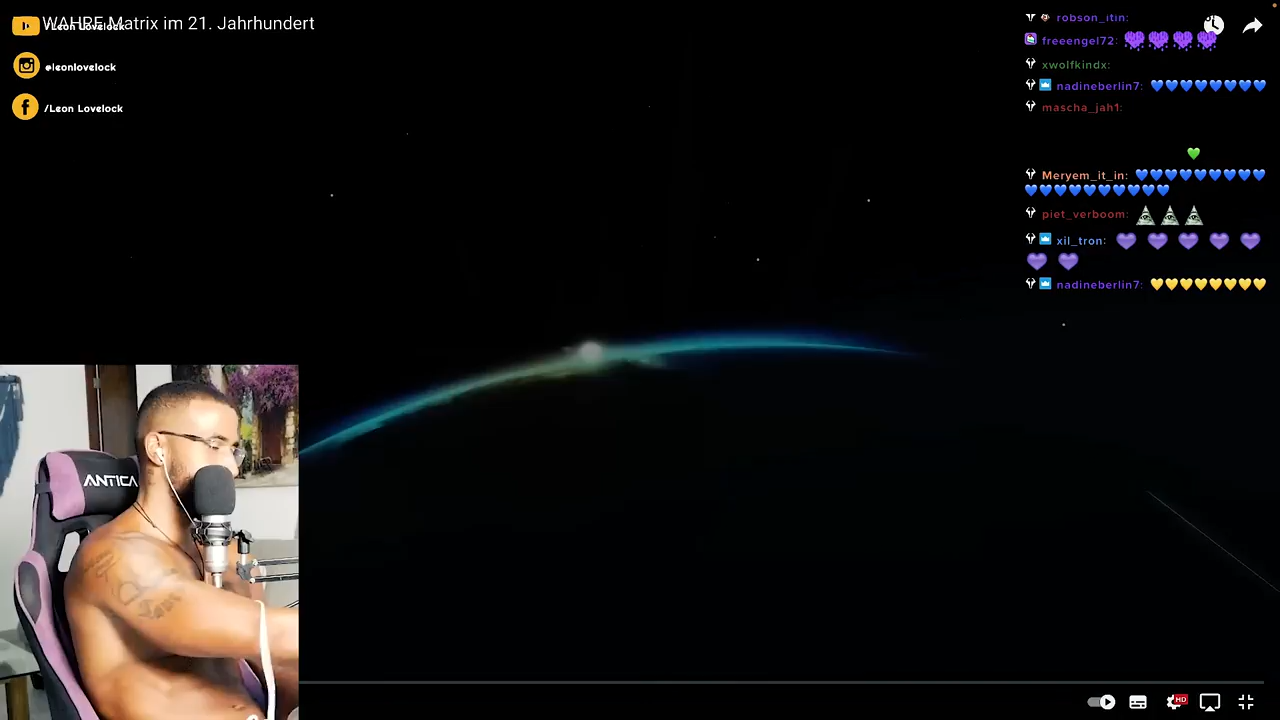 WAHRE Matrix im 21. Jahrhundert
/Leon Lovelock
@leonlovelock
/Leon Lovelock
robson_itin:
freeengel72:
xwolfkindx:
nadineberlin7:
mascha_jah1:
Meryem_it_in:
piet_verboom:
xil_tron:
nadineberlin7:
ANTICA
HD